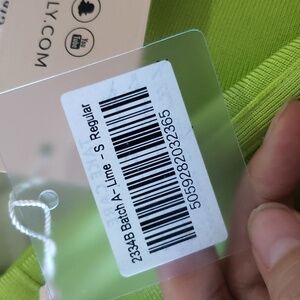 LY.COM
2334B Batch A - Lime - S Regular
5059282032365